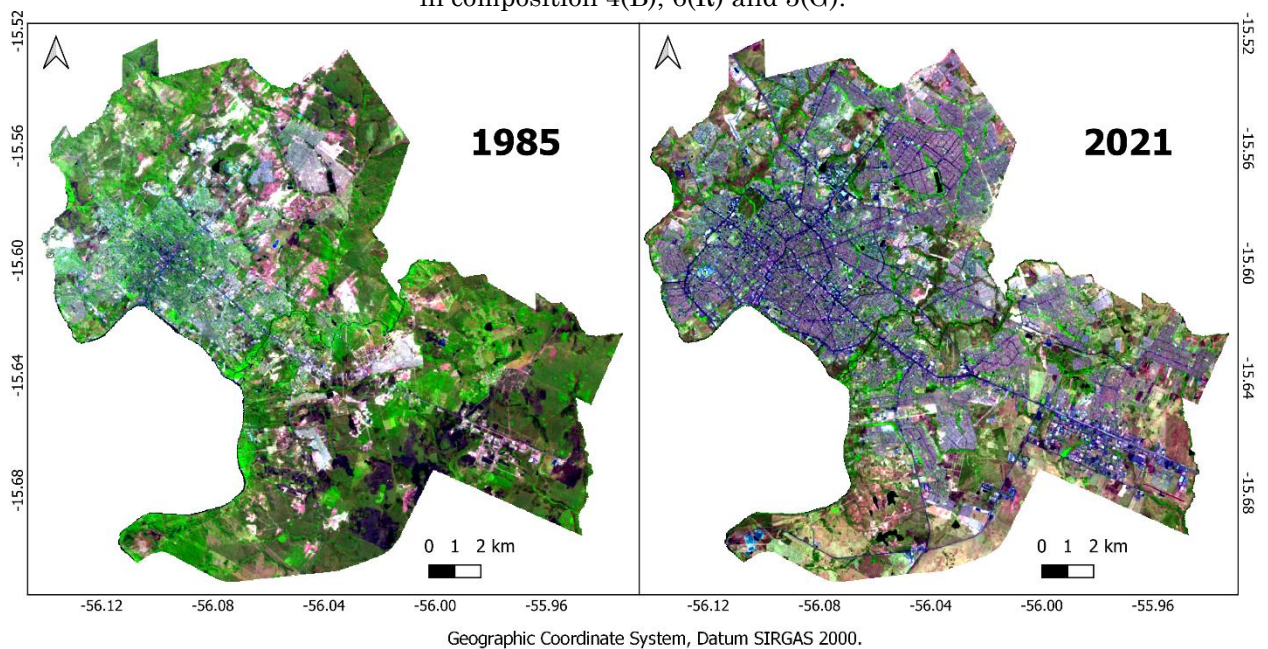 in composition 4(B), 6(R) and 5(G).
-15.52
-15.56
-15.60
-15.64
-15.68
1985
0 1 2 km
-56.12 -56.08 -56.04 -56.00 -55.96
2021
0 1 2 km
-56.12 -56.08 -56.04 -56.00 -55.96
-15.52
-15.56
-15.60
-15.64
-15.68
Geographic Coordinate System, Datum SIRGAS 2000.